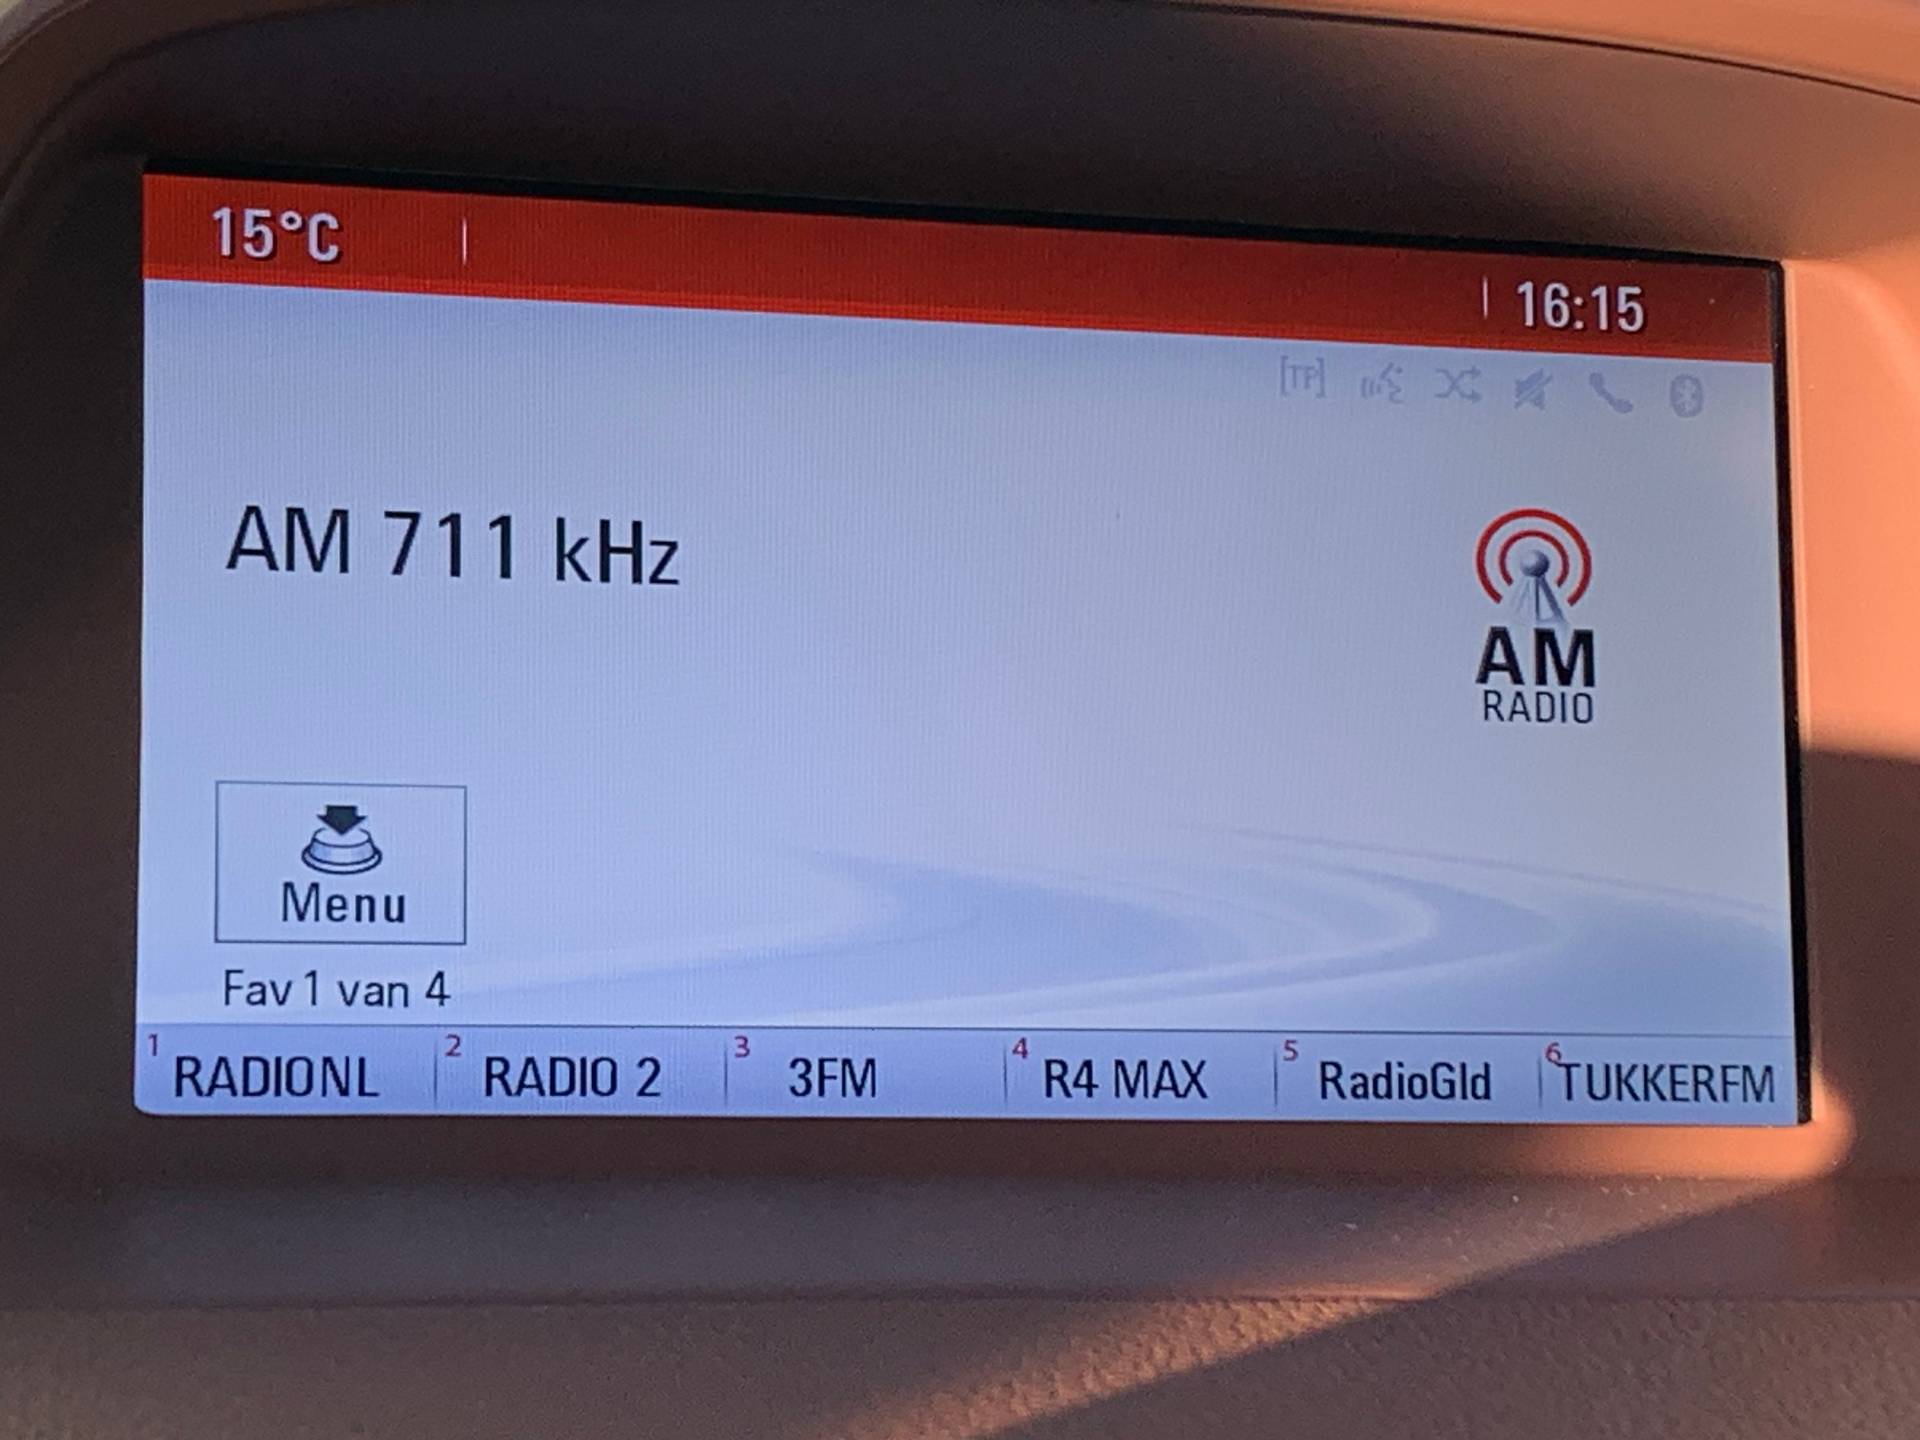 15°C
16:15
[TP]
AM 711 kHz
AM
RADIO
Menu
Fav 1 van 4
1 RADIONL 2 RADIO 2 3 3FM 4 R4 MAX 5 RadioGld 6 TUKKERFM